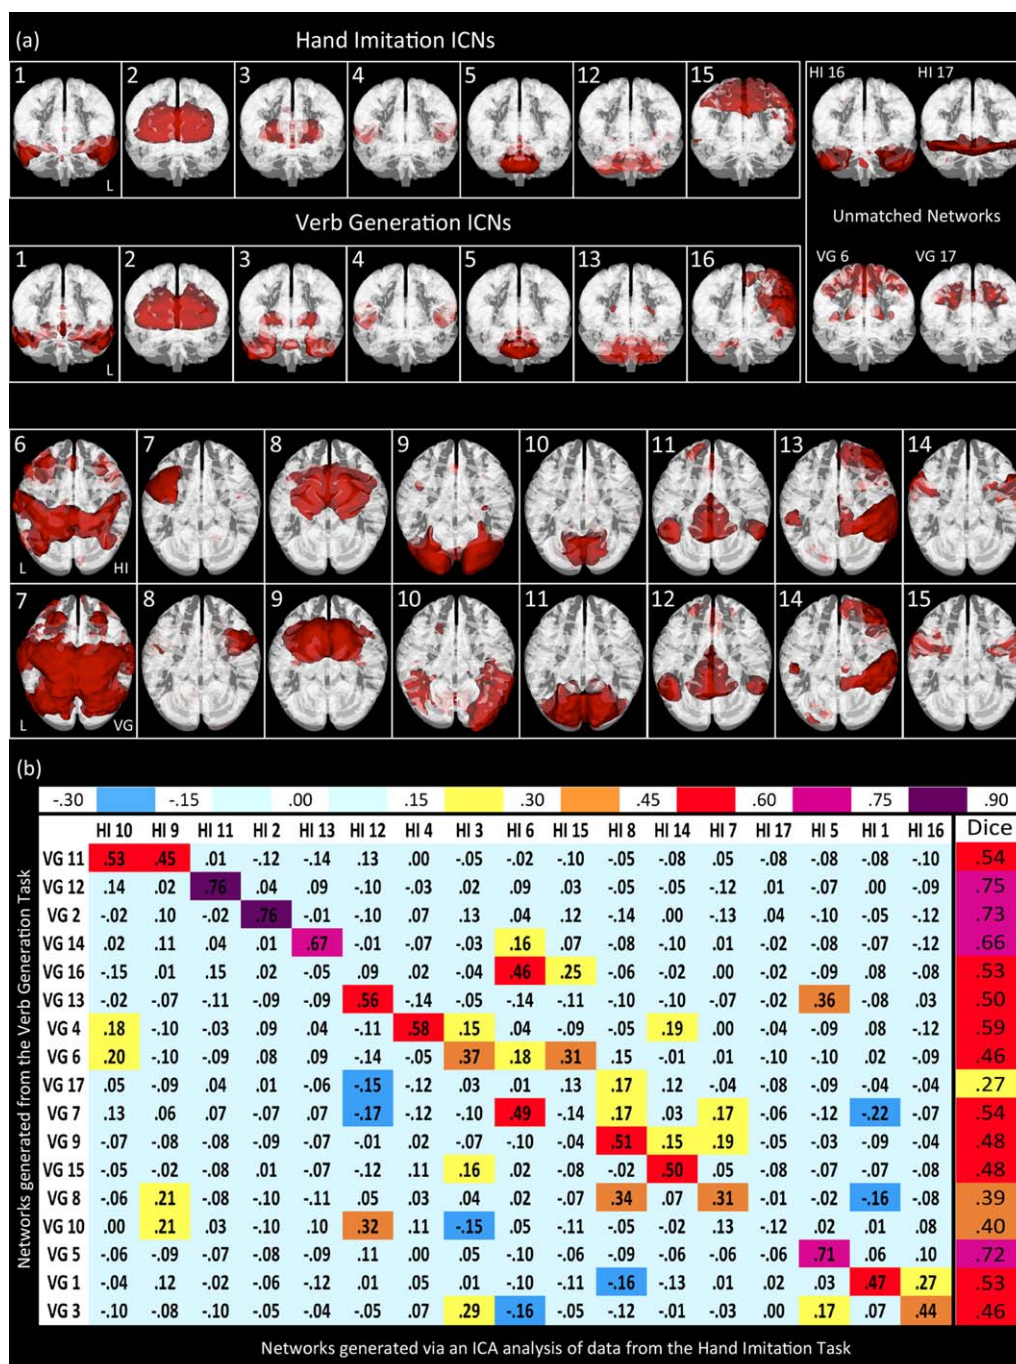 (a)
Hand Imitation ICNs
1 2 3 4 5 12 15 HI 16 HI 17
L
Verb Generation ICNs
Unmatched Networks
1 2 3 4 5 13 16 VG 6 VG 17
L
6 7 8 9 10 11 13 14
L HI
7 8 9 10 11 12 14 15
L VG
(b)
-.30 -.15 .00 .15 .30 .45 .60 .75 .90
HI 10 HI 9 HI 11 HI 2 HI 13 HI 12 HI 4 HI 3 HI 6 HI 15 HI 8 HI 14 HI 7 HI 17 HI 5 HI 1 HI 16 Dice
VG 11 .53 .45 .01 -.12 -.14 .13 .00 -.05 -.02 -.10 -.05 -.08 .05 -.08 -.08 -.08 -.10 .54
VG 12 .14 .02 .76 .04 .09 -.10 -.03 .02 .09 .03 -.05 -.05 -.12 .01 -.07 .00 -.09 .75
VG 2 -.02 .10 -.02 .76 -.01 -.10 .07 .13 .04 .12 -.14 .00 -.13 .04 -.10 -.05 -.12 .73
VG 14 .02 .11 .04 .01 .67 -.01 -.07 -.03 .16 .07 -.08 -.10 .01 -.02 -.08 -.07 -.12 .66
VG 16 -.15 .01 .15 .02 -.05 .09 .02 -.04 .46 .25 -.06 -.02 .00 -.02 -.09 .08 -.08 .53
VG 13 -.02 -.07 -.11 -.09 -.09 .56 -.14 -.05 -.14 -.11 -.10 -.10 -.07 -.02 .36 -.08 .03 .50
VG 4 .18 -.10 -.03 .09 .04 -.11 .58 .15 .04 -.09 -.05 .19 .00 -.04 -.09 .08 -.12 .59
VG 6 .20 -.10 -.09 .08 .09 -.14 -.05 .37 .18 .31 .15 -.01 .01 -.10 -.10 .02 -.09 .46
VG 17 .05 -.09 .04 .01 -.06 -.15 -.12 .03 .01 .13 .17 .12 -.04 -.08 -.09 -.04 -.04 .27
VG 7 .13 .06 .07 -.07 .07 -.17 -.12 -.10 .49 -.14 .17 .03 .17 -.06 -.12 -.22 -.07 .54
VG 9 -.07 -.08 -.08 -.09 -.07 -.01 .02 -.07 -.10 -.04 .51 .15 .19 -.05 -.03 -.09 -.04 .48
VG 15 -.05 -.02 -.08 .01 -.07 -.12 .11 .16 .02 -.08 -.02 .50 .05 -.08 -.07 -.07 -.08 .48
VG 8 -.06 .21 -.08 -.10 -.11 .05 .03 .04 .02 -.07 .34 .07 .31 -.01 -.02 -.16 -.08 .39
VG 10 .00 .21 .03 -.10 .10 .32 .11 -.15 .05 -.11 -.05 -.02 .13 -.12 .02 .01 .08 .40
VG 5 -.06 -.09 -.07 -.08 -.09 .11 .00 .05 -.10 -.06 -.09 -.06 -.06 -.06 .71 .06 .10 .72
VG 1 -.04 .12 -.02 -.06 -.12 .01 .05 .01 -.10 -.11 -.16 -.13 .01 .02 .03 .47 .27 .53
VG 3 -.10 -.08 -.10 -.05 -.04 -.05 .07 .29 -.16 -.05 -.12 -.01 -.03 .00 .17 .07 .44 .46
Networks generated from the Verb Generation Task
Networks generated via an ICA analysis of data from the Hand Imitation Task